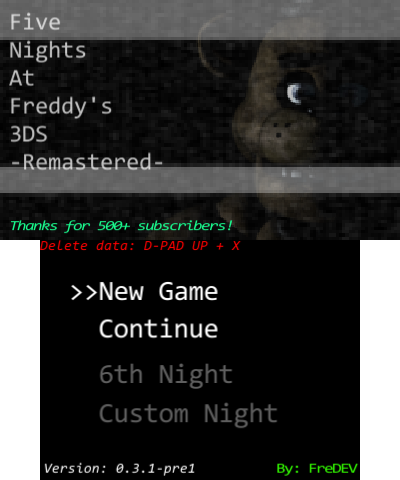 Five
Nights
At
Freddy's
3DS
-Remastered-
Thanks for 500+ subscribers!
Delete data: D-PAD UP + X
>>New Game
Continue
6th Night
Custom Night
Version: 0.3.1-pre1
By: FreDEV